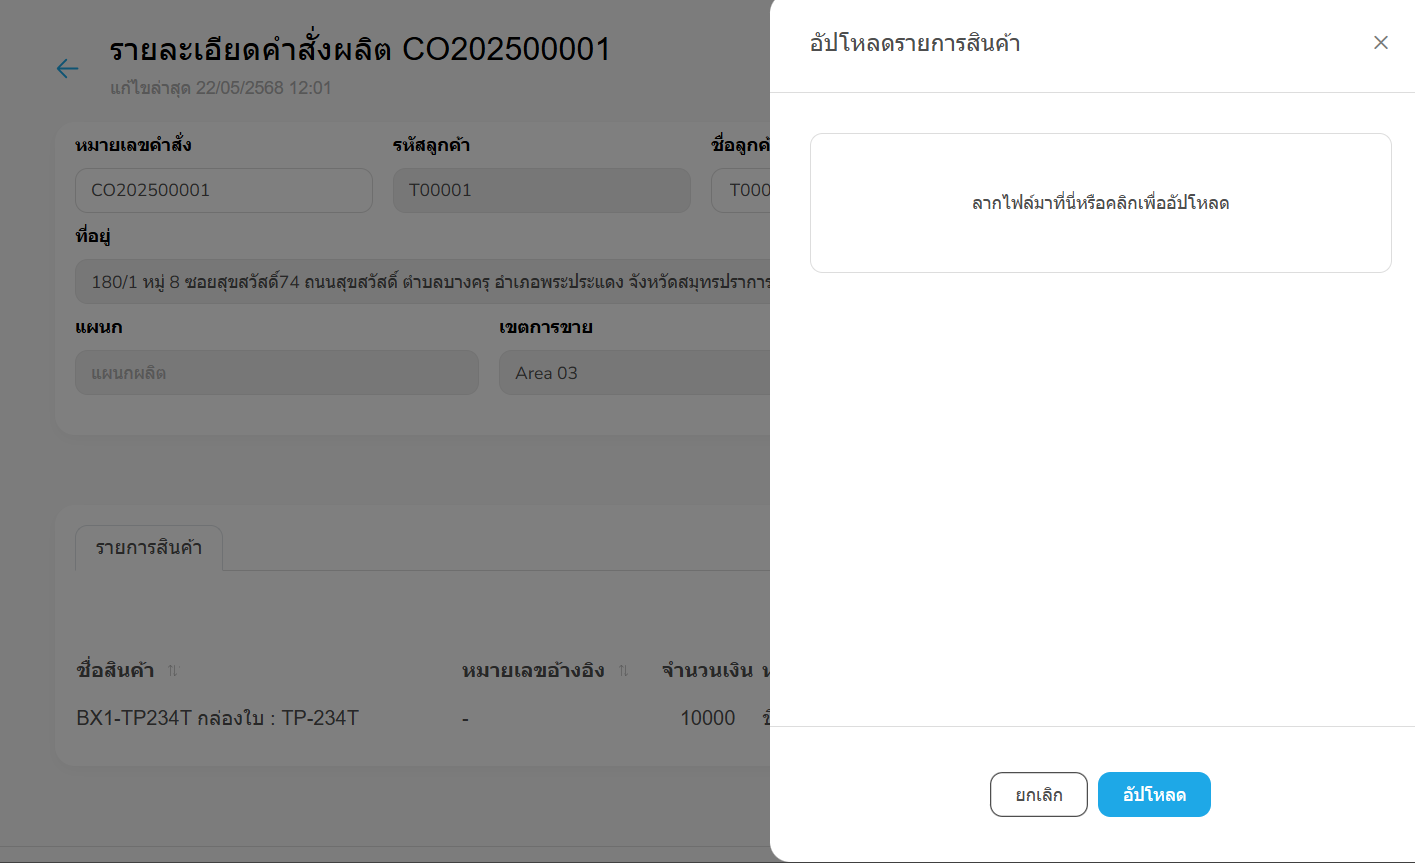 รายละเอียดคำสั่งผลิต CO202500001
แก้ไขล่าสุด 22/05/2568 12:01
หมายเลขคำสั่ง
รหัสลูกค้า
ชื่อลูกค้
CO202500001
T00001
T000
ที่อยู่
180/1 หมู่ 8 ซอยสุขสวัสดิ์74 ถนนสุขสวัสดิ์ ตำบลบางครุ อำเภอพระประแดง จังหวัดสมุทรปราการ
แผนก
เขตการขาย
แผนกผลิต
Area 03
รายการสินค้า
ชื่อสินค้า
หมายเลขอ้างอิง
จำนวนเงิน
BX1-TP234T กล่องใบ : TP-234T
-
10000
อัปโหลดรายการสินค้า
ลากไฟล์มาที่นี่หรือคลิกเพื่ออัปโหลด
ยกเลิก
อัปโหลด